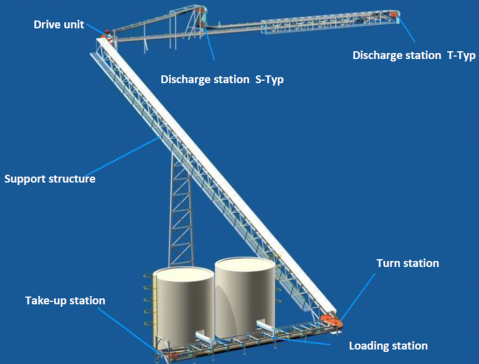 Drive unit
Discharge station T-Typ
Discharge station S-Typ
Support structure
Turn station
Take-up station
Loading station